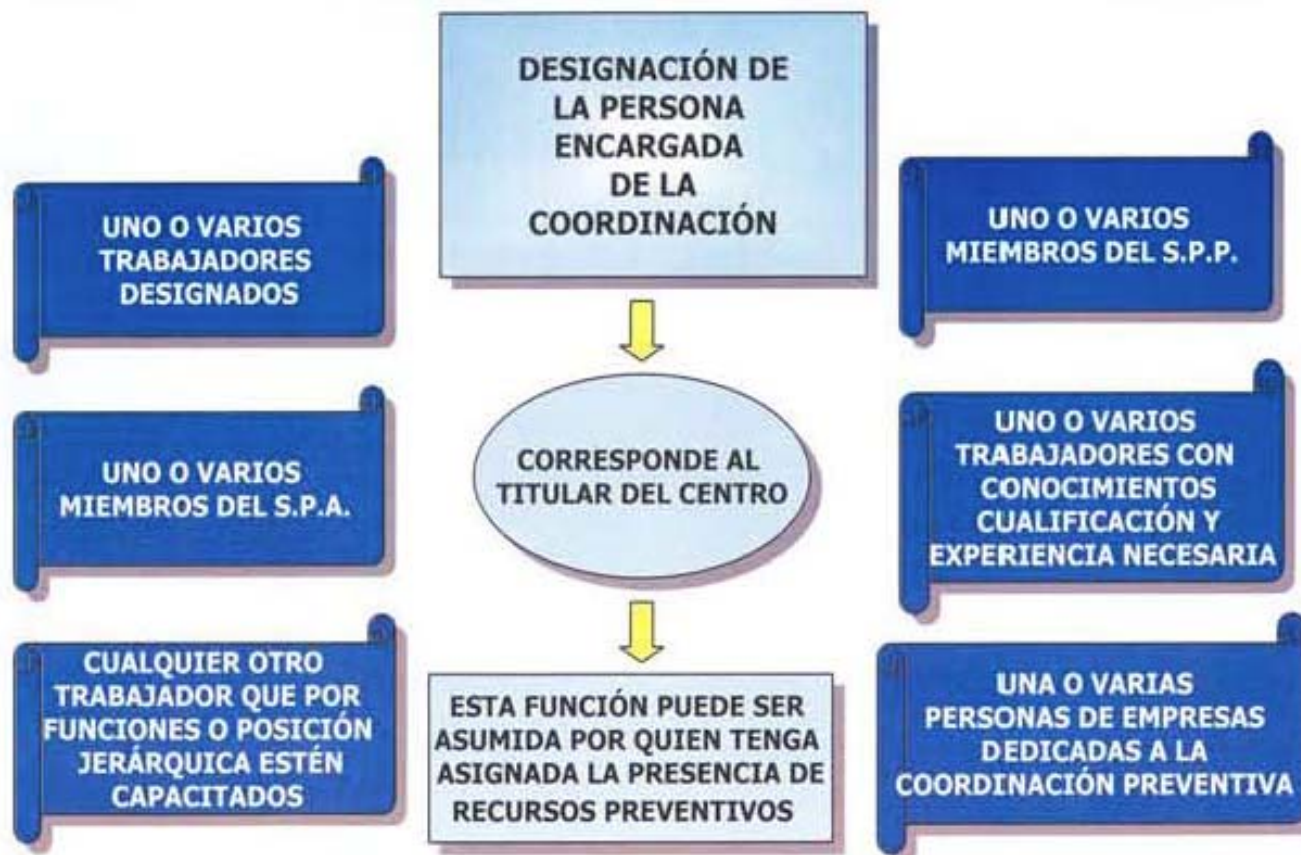 DESIGNACIÓN DE
LA PERSONA
ENCARGADA
DE LA
COORDINACIÓN
UNO O VARIOS
TRABAJADORES
DESIGNADOS
UNO O VARIOS
MIEMBROS DEL S.P.P.
UNO O VARIOS
MIEMBROS DEL S.P.A.
CORRESPONDE AL
TITULAR DEL CENTRO
UNO O VARIOS
TRABAJADORES CON
CONOCIMIENTOS
CUALIFICACIÓN Y
EXPERIENCIA NECESARIA
CUALQUIER OTRO
TRABAJADOR QUE POR
FUNCIONES O POSICIÓN
JERÁRQUICA ESTÉN
CAPACITADOS
ESTA FUNCIÓN PUEDE SER
ASUMIDA POR QUIEN TENGA
ASIGNADA LA PRESENCIA DE
RECURSOS PREVENTIVOS
UNA O VARIAS
PERSONAS DE EMPRESAS
DEDICADAS A LA
COORDINACIÓN PREVENTIVA